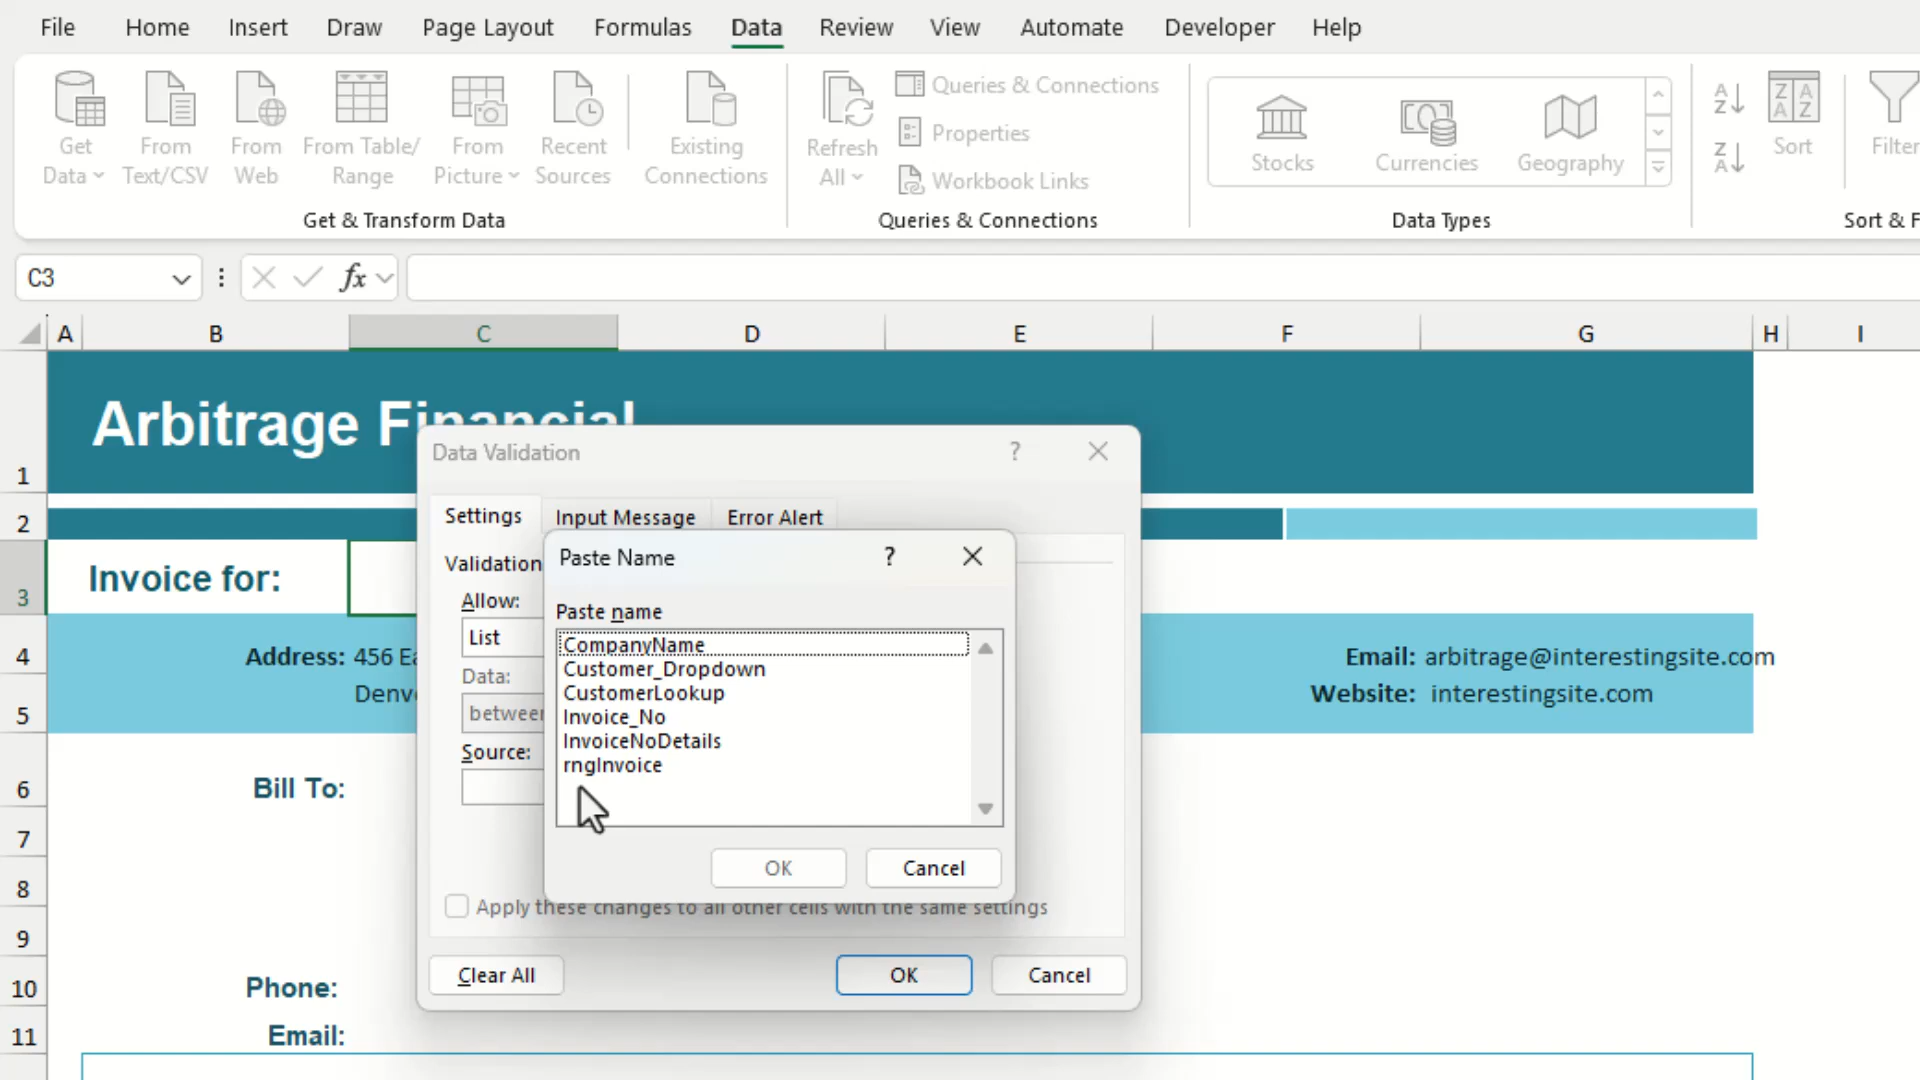 File Home Insert Draw Page Layout Formulas Data Review View Automate Developer Help
Get Data
From Text/CSV
From Web
From Table/ Range
From Picture
Recent Sources
Existing Connections
Get & Transform Data
Refresh All
Queries & Connections
Properties
Workbook Links
Queries & Connections
Stocks
Currencies
Geography
Data Types
A Z
Z A
Z A A Z
Sort
Filter
Sort & F
C3
fx
A B C D E F G H I
1
Arbitrage Financial
2
3
Invoice for:
4
Address: 456 Ea
Email: arbitrage@interestingsite.com
5
Denve
Website: interestingsite.com
6
Bill To:
7
8
9
10
Phone:
11
Email:
Data Validation ?
Settings Input Message Error Alert
Validation
Allow:
List
Data:
between
Source:
Apply these changes to all other cells with the same settings
Clear All OK Cancel
Paste Name ?
Paste name
CompanyName
Customer_Dropdown
CustomerLookup
Invoice_No
InvoiceNoDetails
rngInvoice
OK Cancel